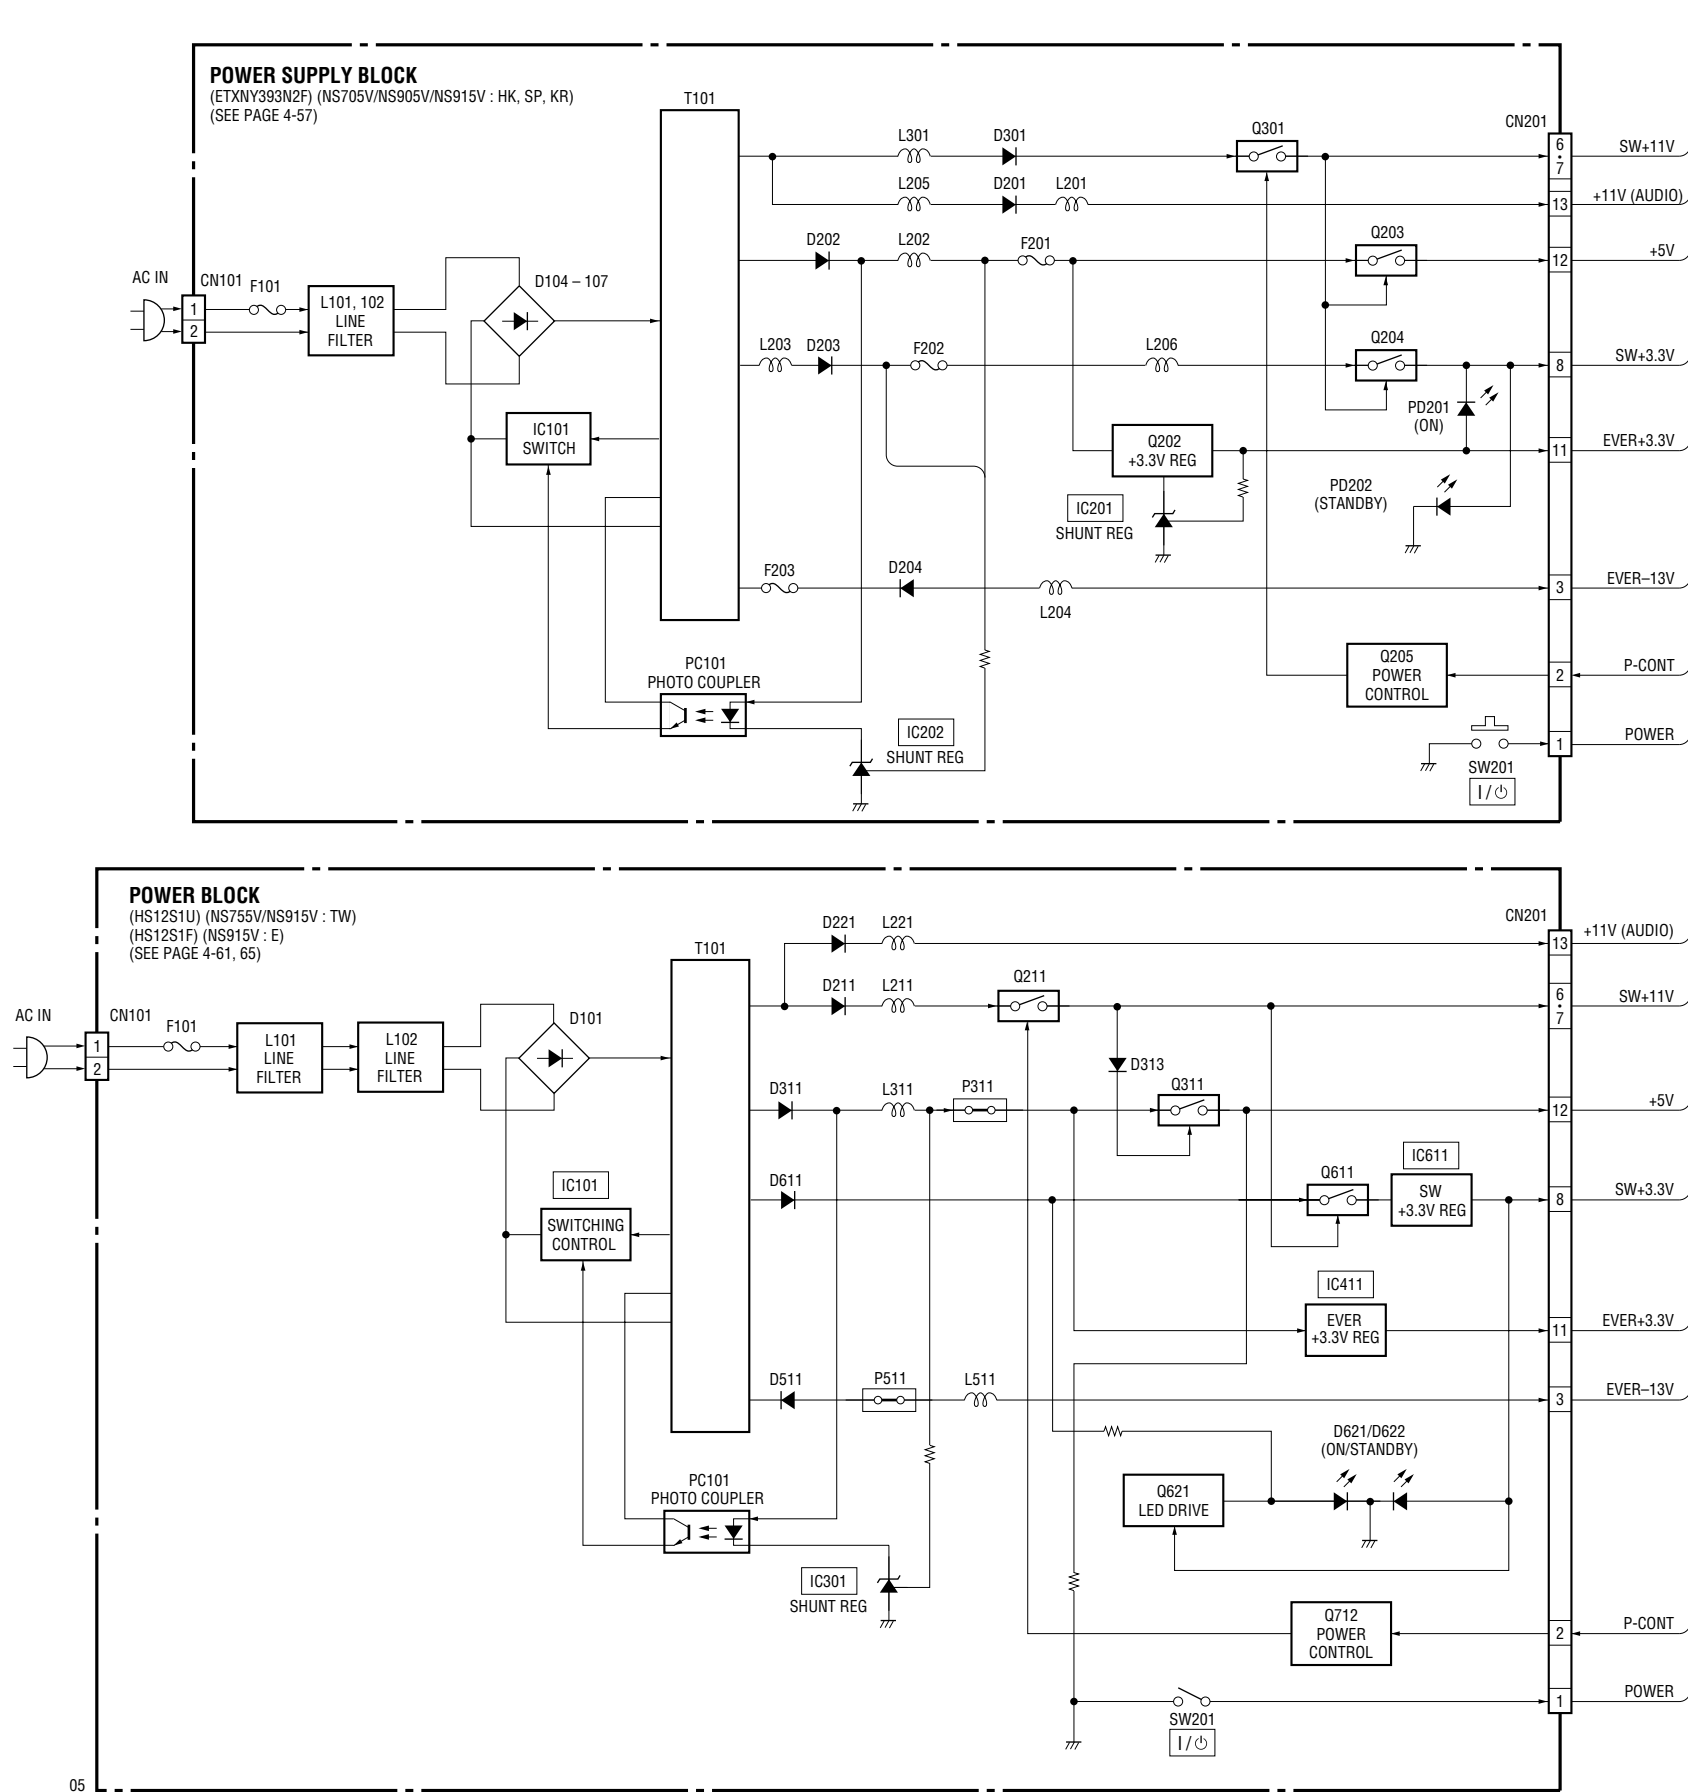 POWER SUPPLY BLOCK
(ETXNY393N2F) (NS705V/NS905V/NS915V : HK, SP, KR)
(SEE PAGE 4-57)
T101
CN201
L301
D301
Q301
6
•
7
SW+11V
L205
D201
L201
13
+11V (AUDIO)
D202
L202
F201
Q203
12
+5V
AC IN
CN101
F101
1
2
L101, 102
LINE
FILTER
D104 – 107
L203
D203
F202
L206
Q204
8
SW+3.3V
PD201
(ON)
IC101
SWITCH
Q202
+3.3V REG
11
EVER+3.3V
IC201
SHUNT REG
PD202
(STANDBY)
F203
D204
L204
3
EVER–13V
PC101
PHOTO COUPLER
Q205
POWER
CONTROL
2
P-CONT
IC202
SHUNT REG
1
POWER
SW201
I / ⏻
POWER BLOCK
(HS12S1U) (NS755V/NS915V : TW)
(HS12S1F) (NS915V : E)
(SEE PAGE 4-61, 65)
T101
CN201
D221
L221
13
+11V (AUDIO)
D211
L211
Q211
6
•
7
SW+11V
AC IN
CN101
F101
1
2
L101
LINE
FILTER
L102
LINE
FILTER
D101
D313
D311
L311
P311
Q311
12
+5V
IC101
SWITCHING
CONTROL
D611
Q611
IC611
SW
+3.3V REG
8
SW+3.3V
IC411
EVER
+3.3V REG
11
EVER+3.3V
D511
P511
L511
3
EVER–13V
D621/D622
(ON/STANDBY)
Q621
LED DRIVE
PC101
PHOTO COUPLER
IC301
SHUNT REG
Q712
POWER
CONTROL
2
P-CONT
1
POWER
SW201
I / ⏻
05